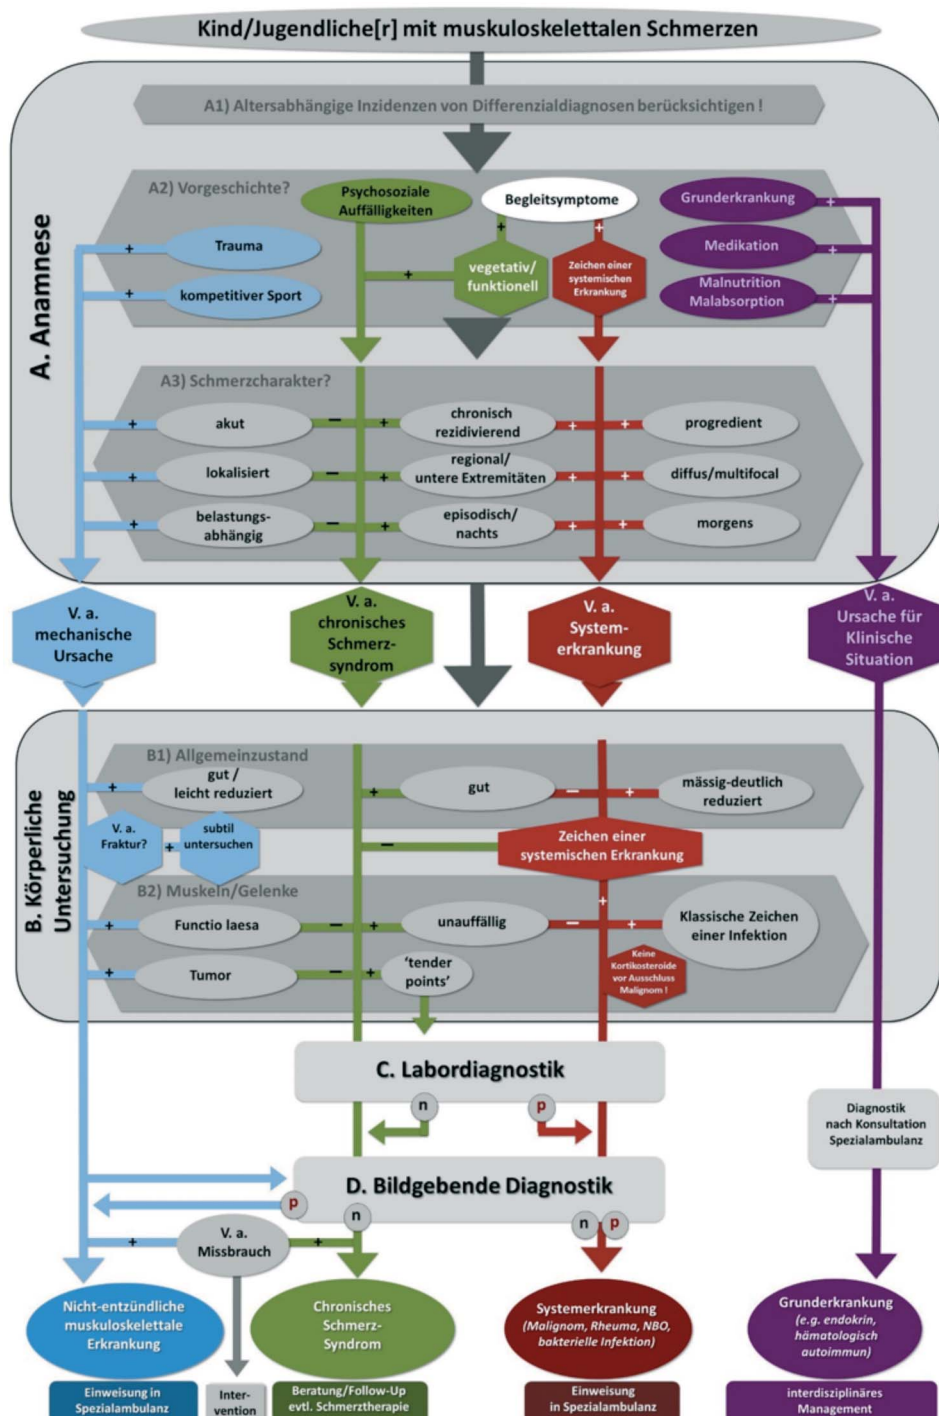 Kind/Jugendliche[r] mit muskuloskelettalen Schmerzen
A. Anamnese
A1) Altersabhängige Inzidenzen von Differenzialdiagnosen berücksichtigen !
A2) Vorgeschichte?
Psychosoziale
Auffälligkeiten
Begleitsymptome
Grunderkrankung
+
Trauma
+
kompetitiver Sport
+
+
vegetativ/
funktionell
+
+
Zeichen einer
systemischen
Erkrankung
Medikation
+
Malnutrition
Malabsorption
+
A3) Schmerzcharakter?
+
akut
–
+
chronisch
rezidivierend
+
+
progredient
+
lokalisiert
–
+
regional/
untere Extremitäten
+
+
diffus/multifocal
+
belastungs-
abhängig
–
+
episodisch/
nachts
+
+
morgens
V. a.
mechanische
Ursache
V. a.
chronisches
Schmerz-
syndrom
V. a.
System-
erkrankung
V. a.
Ursache für
Klinische
Situation
B. Körperliche
Untersuchung
B1) Allgemeinzustand
+
gut /
leicht reduziert
+
gut
–
+
mässig-deutlich
reduziert
V. a.
Fraktur?
+
subtil
untersuchen
–
Zeichen einer
systemischen Erkrankung
+
B2) Muskeln/Gelenke
+
Functio laesa
–
+
unauffällig
–
+
Klassische Zeichen
einer Infektion
+
Tumor
–
+
‘tender
points’
Keine
Kortikosteroide
vor Ausschluss
Malignom !
C. Labordiagnostik
n
p
Diagnostik
nach Konsultation
Spezialambulanz
D. Bildgebende Diagnostik
p
n
n
p
+
V. a.
Missbrauch
+
Nicht-entzündliche
muskuloskelettale
Erkrankung
Chronisches
Schmerz-
Syndrom
Systemerkrankung
(Malignom, Rheuma, NBO,
bakterielle Infektion)
Grunderkrankung
(e.g. endokrin,
hämatologisch
autoimmun)
Einweisung in
Spezialambulanz
Inter-
vention
Beratung/Follow-Up
evtl. Schmerztherapie
Einweisung
in Spezialambulanz
interdisziplinäres
Management